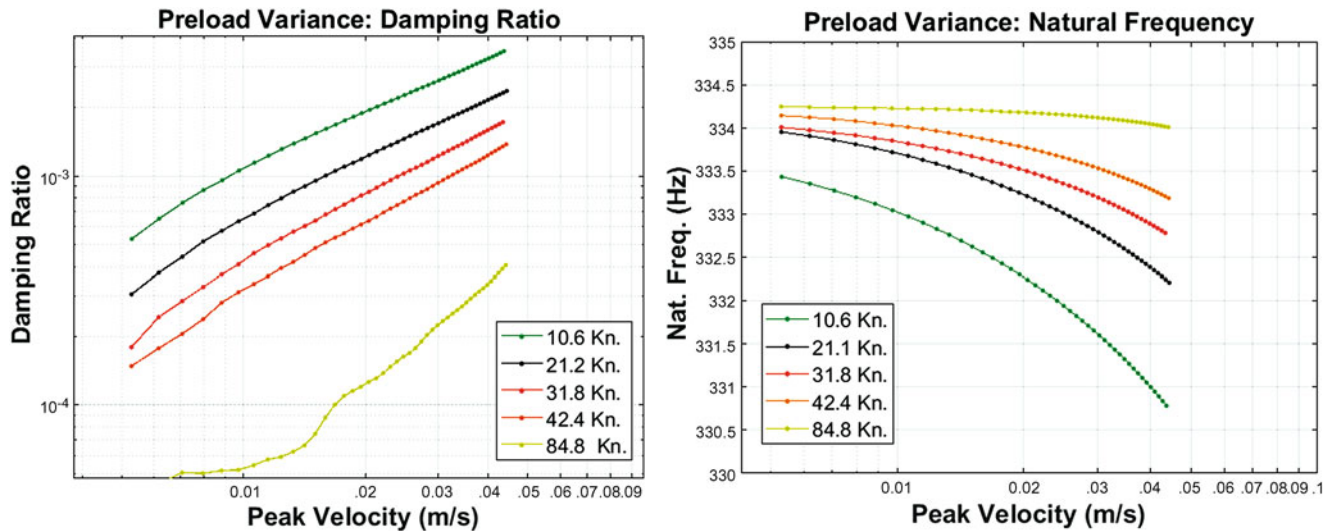 Preload Variance: Damping Ratio
Damping Ratio
10^-3
10^-4
10.6 Kn.
21.2 Kn.
31.8 Kn.
42.4 Kn.
84.8 Kn.
0.01 0.02 0.03 0.04 .05 .06 .07.08.09
Peak Velocity (m/s)
Preload Variance: Natural Frequency
Nat. Freq. (Hz)
335
334.5
334
333.5
333
332.5
332
331.5
331
330.5
330
10.6 Kn.
21.1 Kn.
31.8 Kn.
42.4 Kn.
84.8 Kn.
0.01 0.02 0.03 .04 .05 .06 .07.08.09 .1
Peak Velocity (m/s)